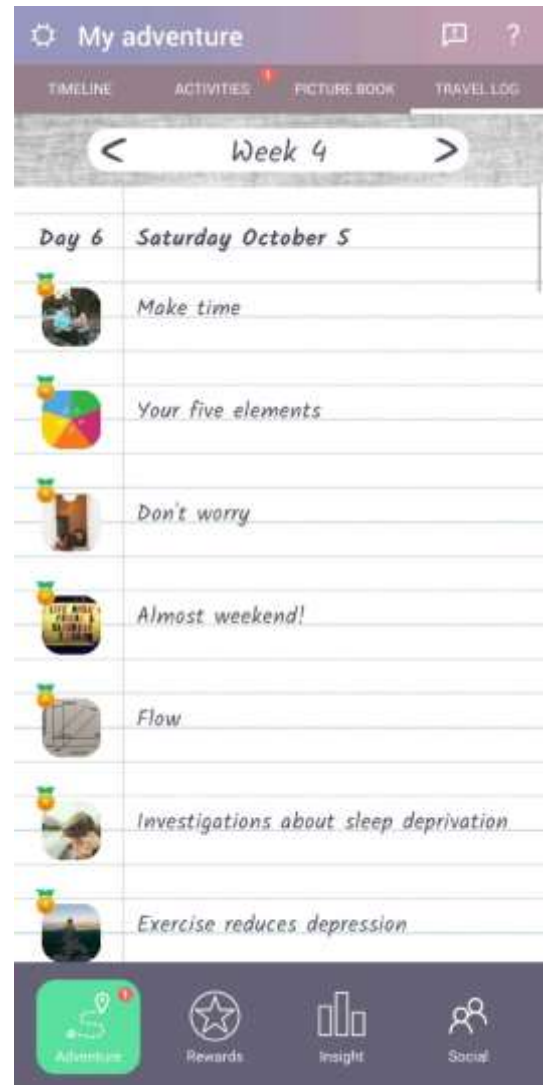 My adventure
?
TIMELINE
ACTIVITIES
1
PICTURE BOOK
TRAVEL LOG
< Week 4 >
Day 6 Saturday October 5
Make time
Your five elements
Don't worry
Almost weekend!
Flow
Investigations about sleep deprivation
Exercise reduces depression
Adventure
Rewards
Insight
Social